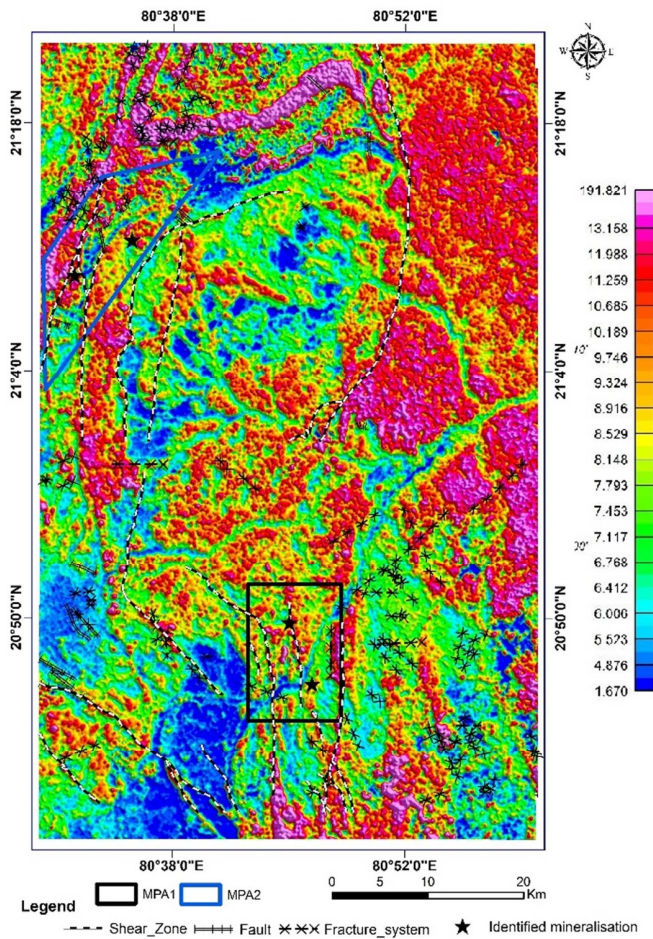 80°38'0"E 80°52'0"E
N
W E
S
21°18'0"N 21°18'0"N
191.821
13.158
11.988
11.259
10.685
10.189
9.746
9.324
8.916
8.529
8.148
7.793
7.453
7.117
6.768
6.412
6.006
5.573
4.876
1.670
21°4'0"N 21°4'0"N
20°50'0"N 20°50'0"N
80°38'0"E 80°52'0"E
Legend MPA1 MPA2 0 5 10 20
Km
Shear_Zone Fault Fracture_system Identified mineralisation